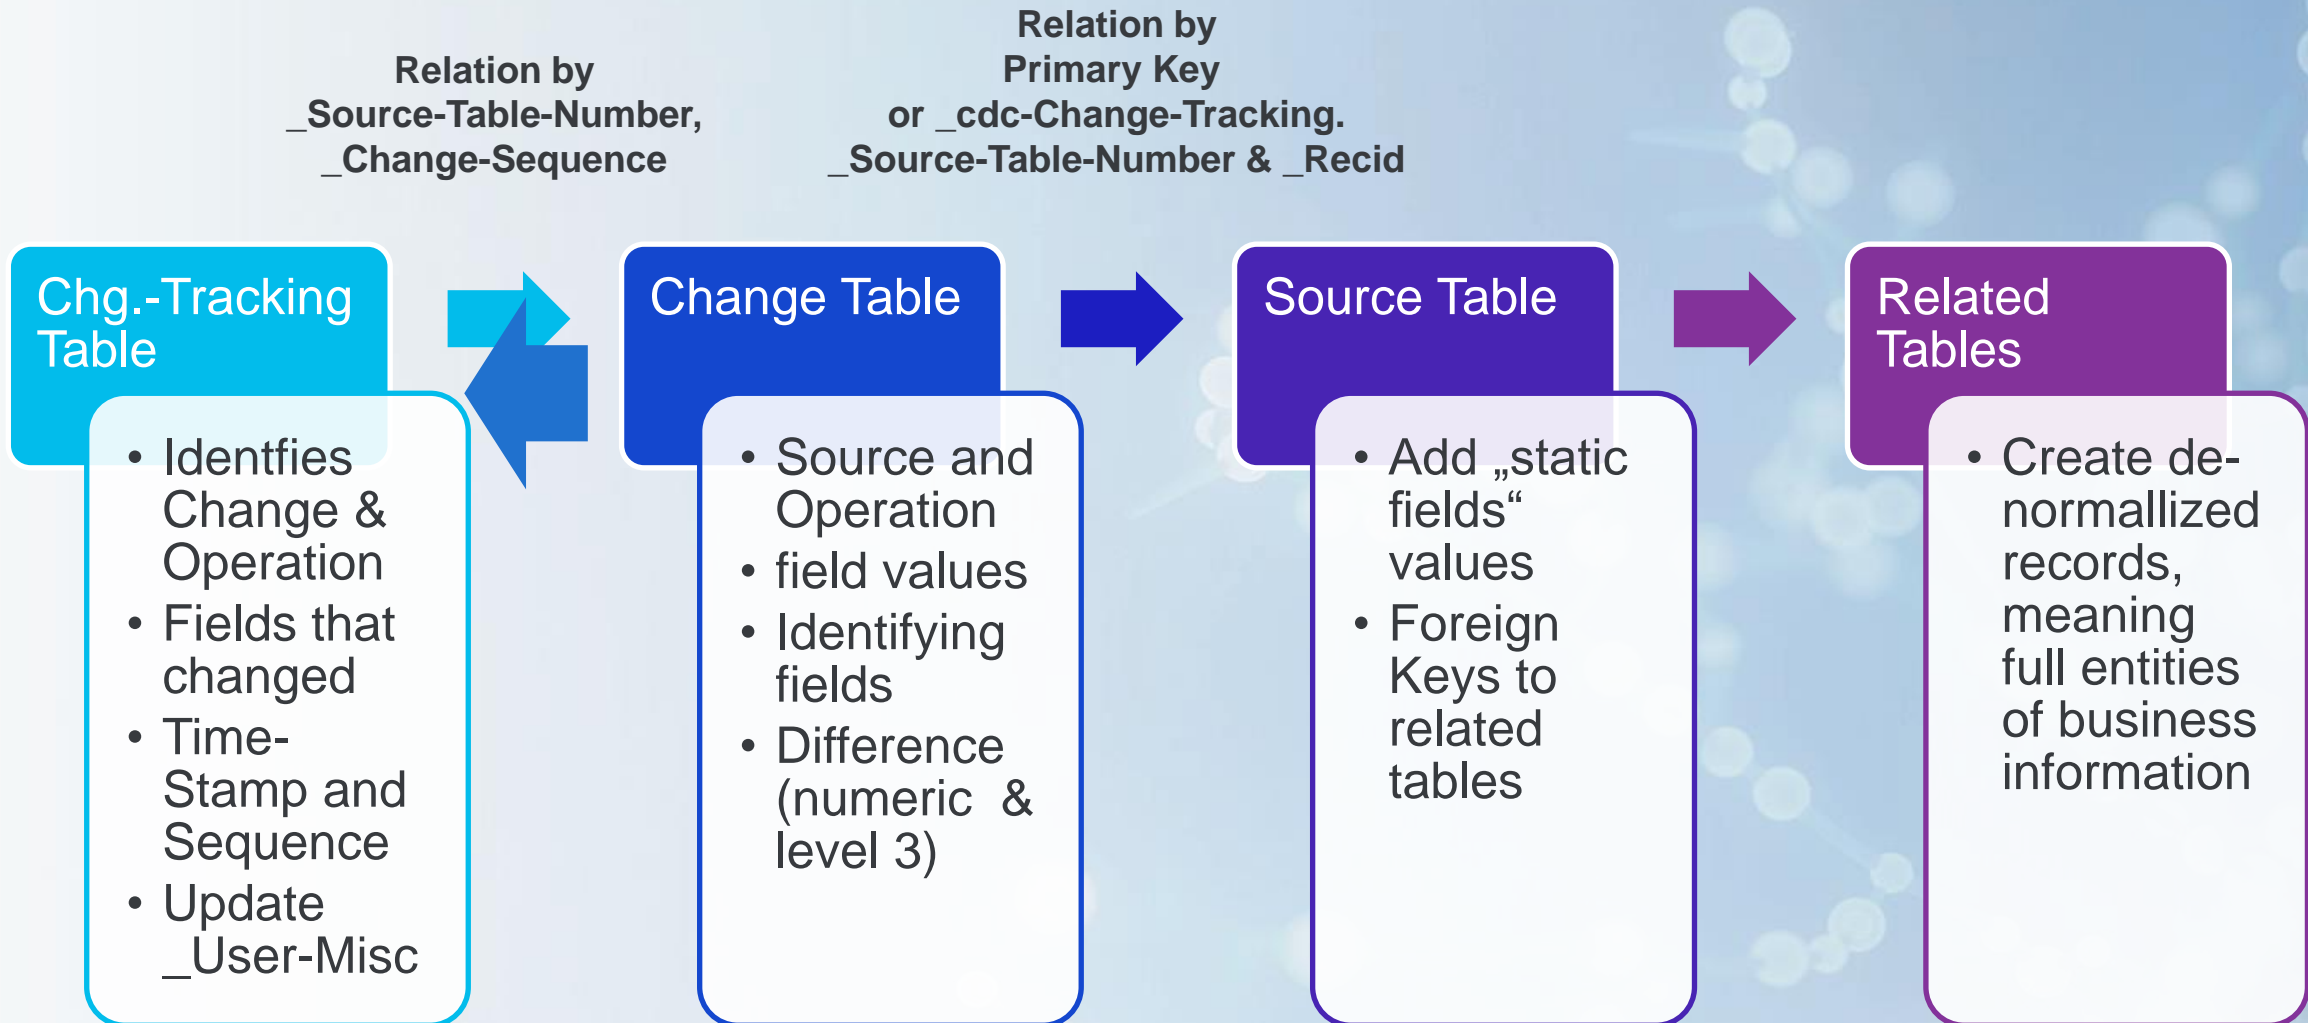 Relation by
_Source-Table-Number,
_Change-Sequence
Relation by
Primary Key
or _cdc-Change-Tracking.
_Source-Table-Number & _Recid
Chg.-Tracking
Table
• Identfies
Change &
Operation
• Fields that
changed
• Time-
Stamp and
Sequence
• Update
_User-Misc
Change Table
• Source and
Operation
• field values
• Identifying
fields
• Difference
(numeric & 
level 3)
Source Table
• Add „static
fields“
values
• Foreign
Keys to
related
tables
Related
Tables
• Create de-
normallized
records,
meaning
full entities
of business
information